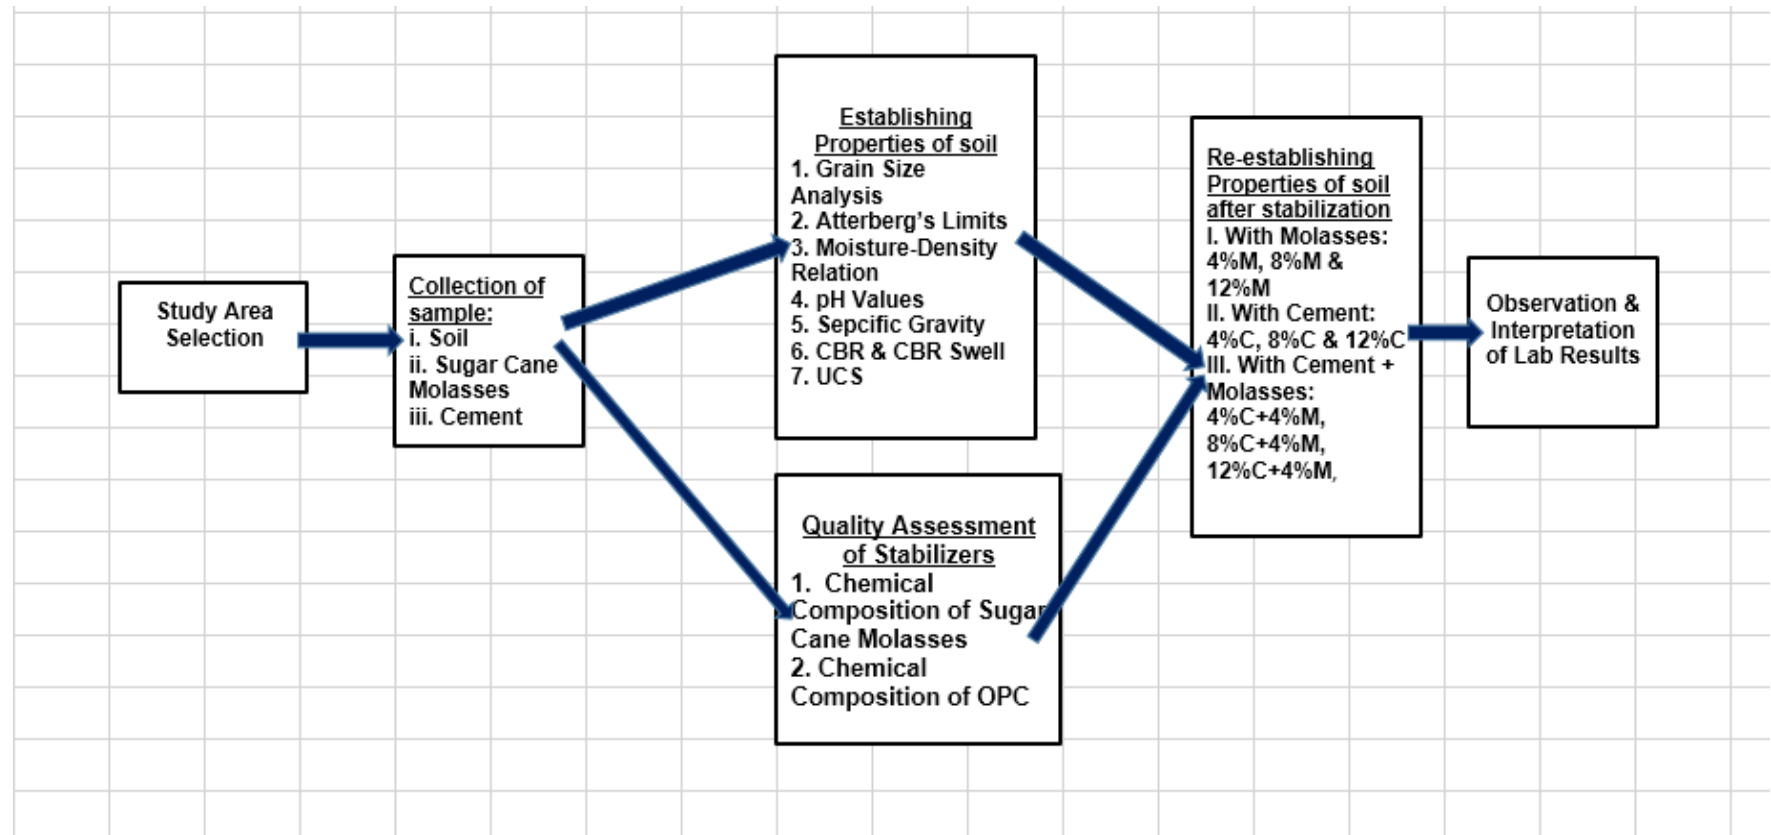 Study Area
Selection
Collection of
sample:
i. Soil
ii. Sugar Cane
Molasses
iii. Cement
Establishing
Properties of soil
1. Grain Size
Analysis
2. Atterberg’s Limits
3. Moisture-Density
Relation
4. pH Values
5. Sepcific Gravity
6. CBR & CBR Swell
7. UCS
Quality Assessment
of Stabilizers
1. Chemical
Composition of Sugar
Cane Molasses
2. Chemical
Composition of OPC
Re-establishing
Properties of soil
after stabilization
I. With Molasses:
4%M, 8%M &
12%M
II. With Cement:
4%C, 8%C & 12%C
III. With Cement +
Molasses:
4%C+4%M,
8%C+4%M,
12%C+4%M,
Observation &
Interpretation
of Lab Results